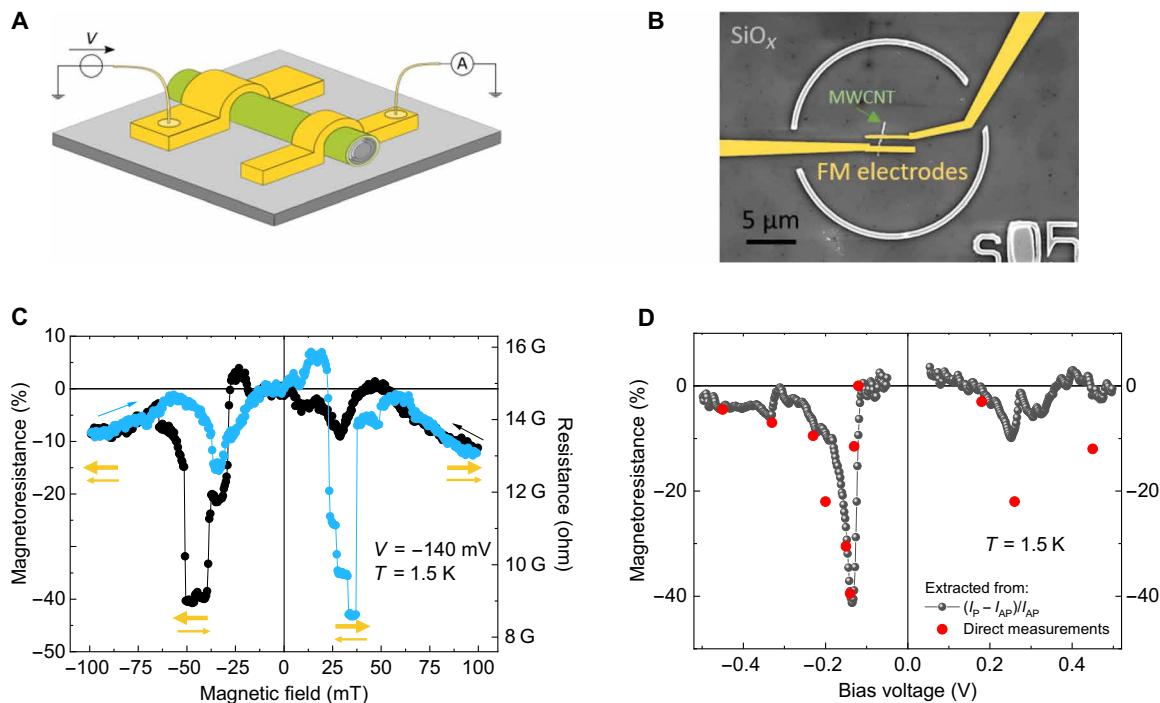 A
V
A
B
SiOx
MWCNT
FM electrodes
5 μm
s05
C
10
0
−10
−20
−30
−40
−50
Magnetoresistance (%)
−100 −75 −50 −25 0 25 50 75 100
Magnetic field (mT)
16 G
14 G
12 G
10 G
8 G
Resistance (ohm)
V = −140 mV
T = 1.5 K
D
10
0
−20
−40
Magnetoresistance (%)
−0.4 −0.2 0.0 0.2 0.4
Bias voltage (V)
0
−20
−40
T = 1.5 K
Extracted from:
(IP − IAP)/IAP
Direct measurements